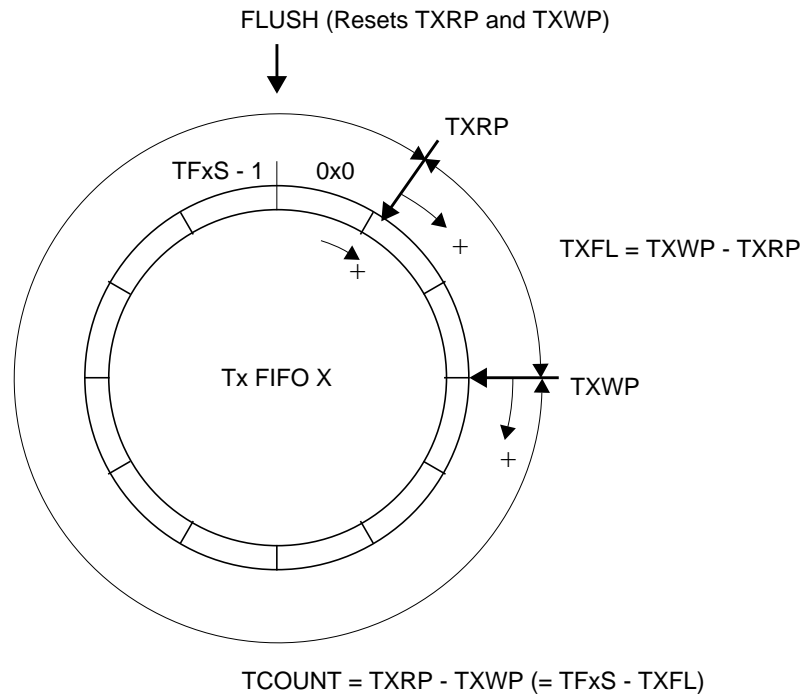 FLUSH (Resets TXRP and TXWP)
TXRP
TFxS - 1
0x0
+
+
TXFL = TXWP - TXRP
Tx FIFO X
TXWP
+
TCOUNT = TXRP - TXWP (= TFxS - TXFL)